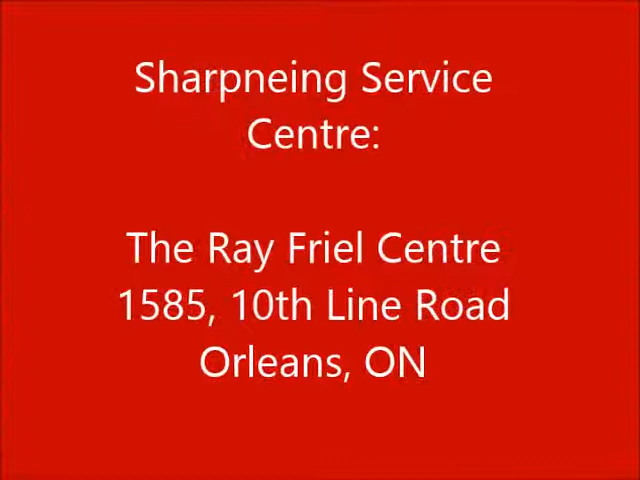 Sharpneing Service
Centre:
The Ray Friel Centre
1585, 10th Line Road
Orleans, ON